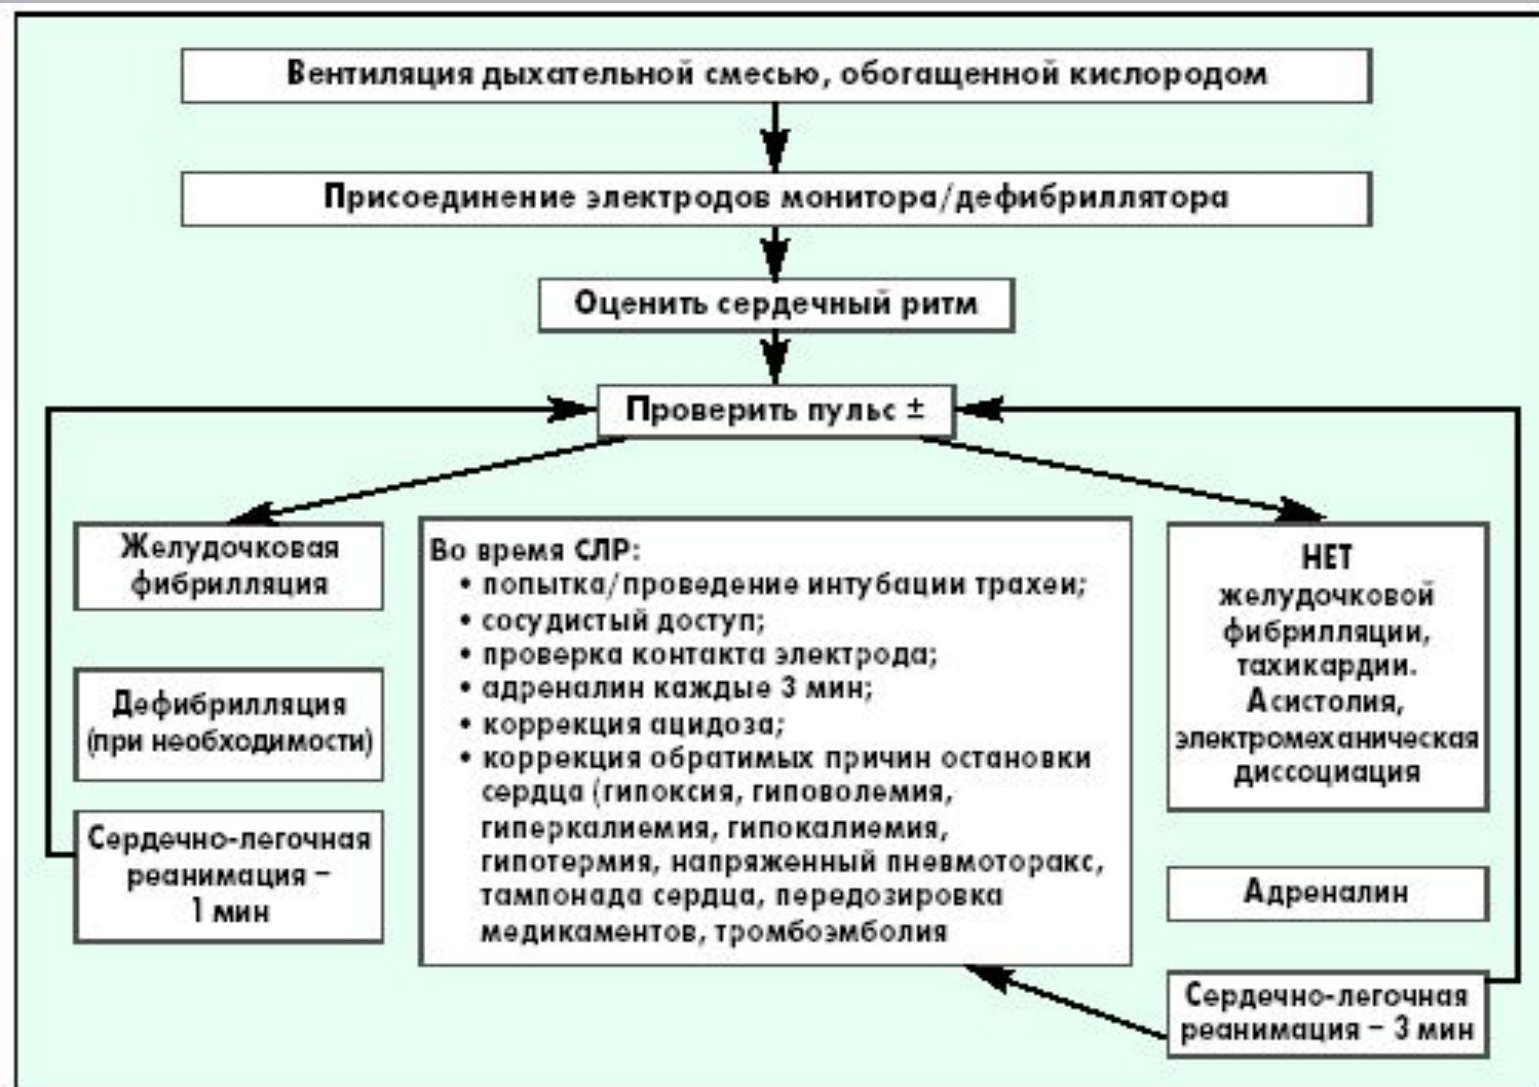 Вентиляция дыхательной смесью, обогащенной кислородом
Присоединение электродов монитора/дефибриллятора
Оценить сердечный ритм
Проверить пульс ±
Желудочковая
фибрилляция
Дефибрилляция
(при необходимости)
Сердечно-легочная
реанимация –
1 мин
Во время СЛР:
• попытка/проведение интубации трахеи;
• сосудистый доступ;
• проверка контакта электрода;
• адреналин каждые 3 мин;
• коррекция ацидоза;
• коррекция обратимых причин остановки
сердца (гипоксия, гиповолемия,
гиперкалиемия, гипокалиемия,
гипотермия, напряженный пневмоторакс,
тампонада сердца, передозировка
медикаментов, тромбоэмболия
НЕТ
желудочковой
фибрилляции,
тахикардии.
Асистолия,
электромеханическая
диссоциация
Адреналин
Сердечно-легочная
реанимация – 3 мин